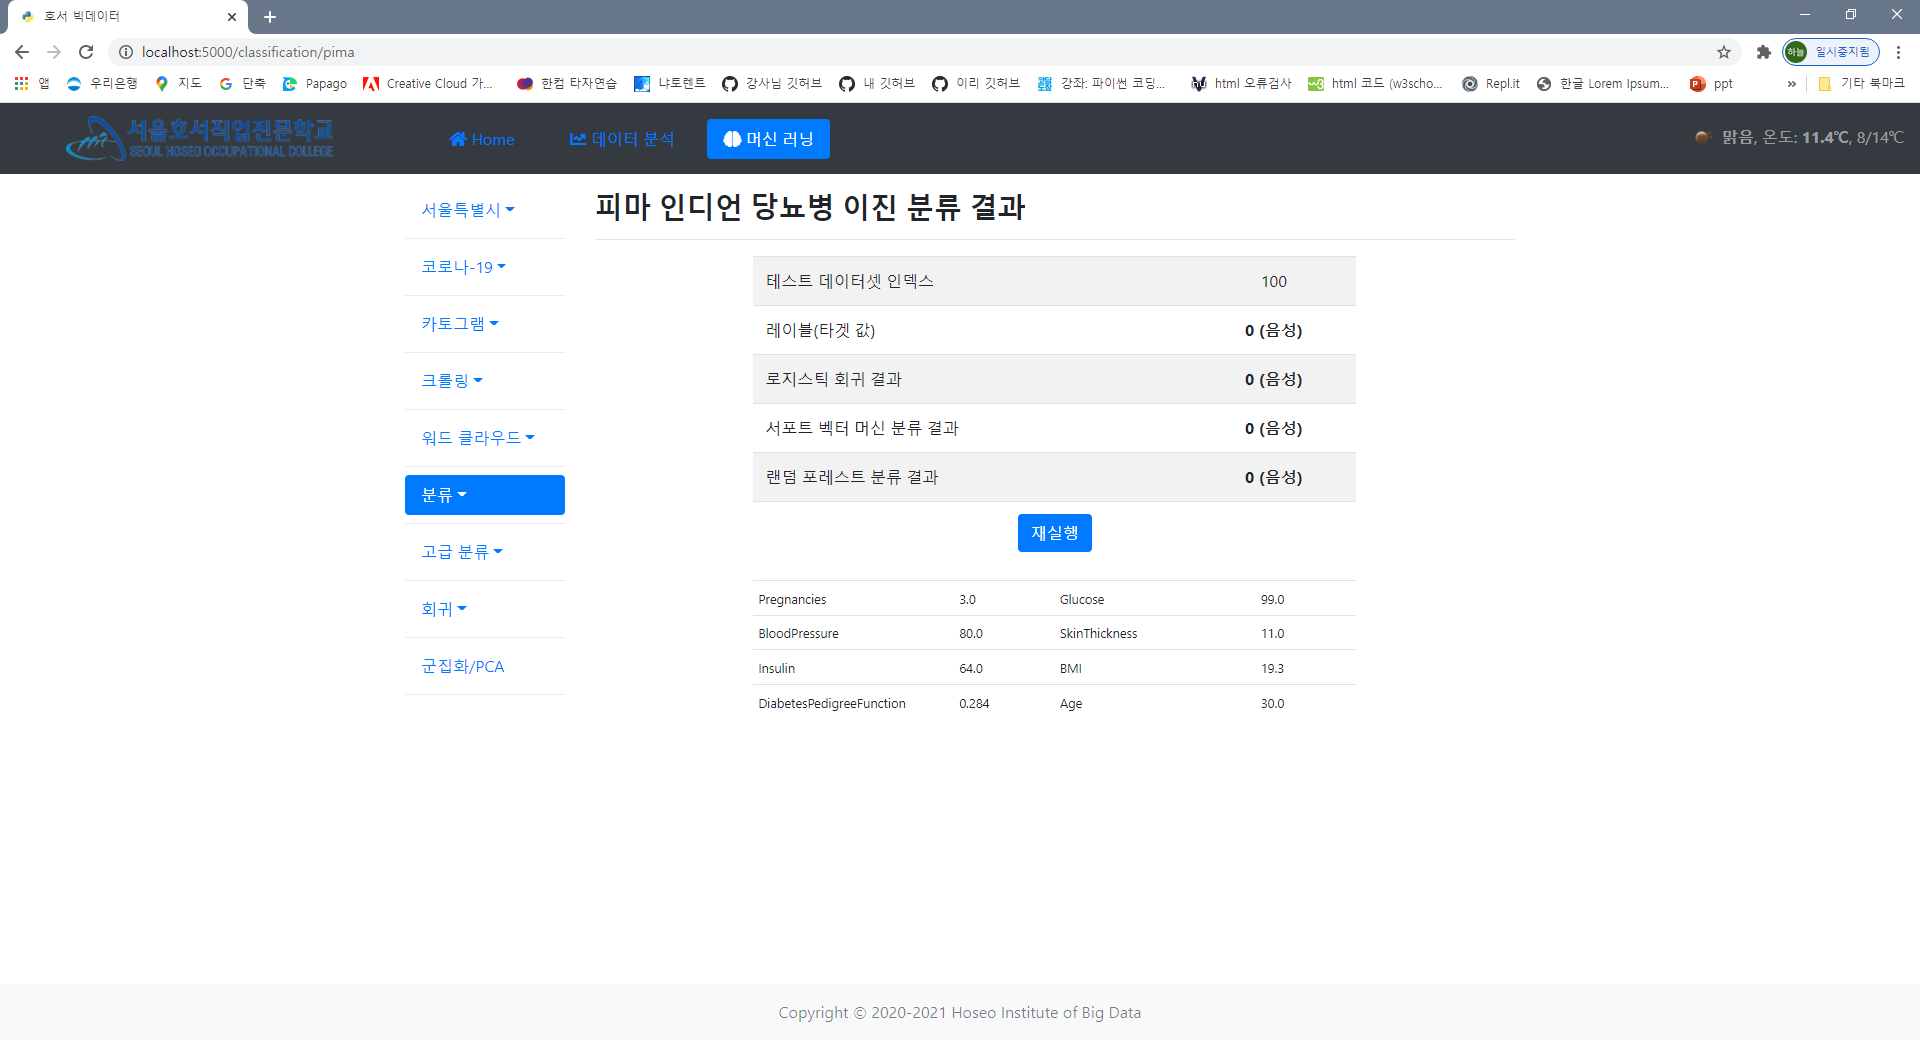 호서 빅데이터
localhost:5000/classification/pima
하늘 일시중지됨
앱 우리은행 지도 단축 Papago Creative Cloud 가... 한컴 타자연습 냐토렌트 강사님 깃허브 내 깃허브 이리 깃허브 강좌: 파이썬 코딩... html 오류검사 html 코드 (w3scho... Repl.it 한글 Lorem Ipsum... ppt » 기타 북마크
서울호서직업전문학교
SEOUL HOSEO OCCUPATIONAL COLLEGE
Home 데이터 분석 머신 러닝 맑음, 온도: 11.4℃, 8/14℃
서울특별시
코로나-19
카토그램
크롤링
워드 클라우드
분류
고급 분류
회귀
군집화/PCA
피마 인디언 당뇨병 이진 분류 결과
테스트 데이터셋 인덱스 100
레이블(타겟 값) 0 (음성)
로지스틱 회귀 결과 0 (음성)
서포트 벡터 머신 분류 결과 0 (음성)
랜덤 포레스트 분류 결과 0 (음성)
재실행
Pregnancies 3.0 Glucose 99.0
BloodPressure 80.0 SkinThickness 11.0
Insulin 64.0 BMI 19.3
DiabetesPedigreeFunction 0.284 Age 30.0
Copyright © 2020-2021 Hoseo Institute of Big Data